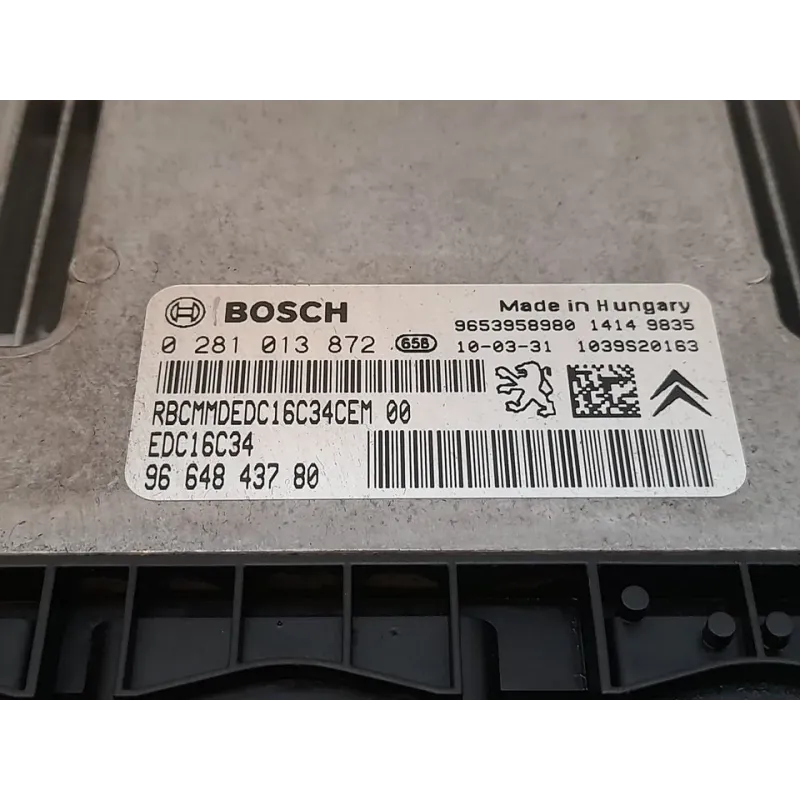 BOSCH
Made in Hungary
9653958980 1414 9835
0 281 013 872 658 10-03-31 1039S20163
RBCMMDEDC16C34CEM 00
EDC16C34
96 648 437 80